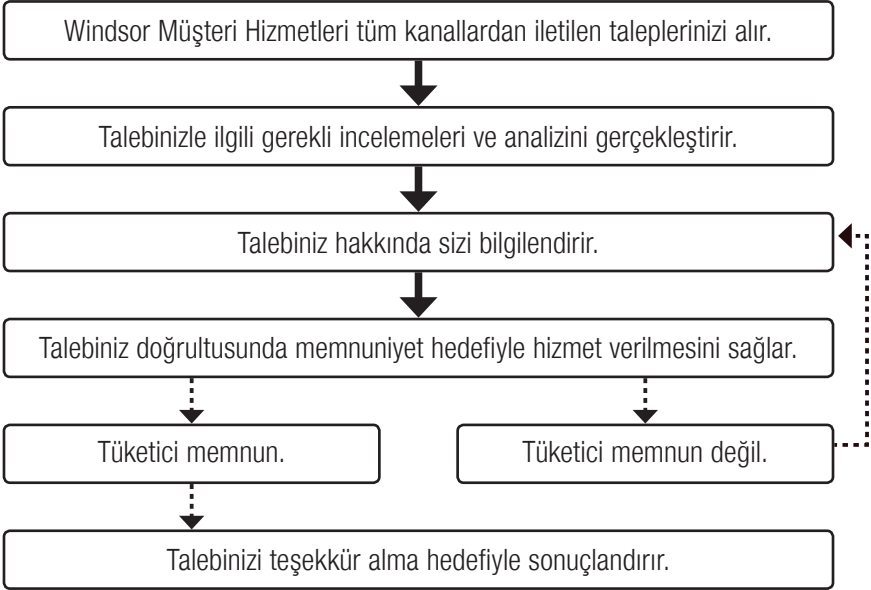 Windsor Müşteri Hizmetleri tüm kanallardan iletilen taleplerinizi alır.
Talebinizle ilgili gerekli incelemeleri ve analizini gerçekleştirir.
Talebiniz hakkında sizi bilgilendirir.
Talebiniz doğrultusunda memnuniyet hedefiyle hizmet verilmesini sağlar.
Tüketici memnun.
Tüketici memnun değil.
Talebinizi teşekkür alma hedefiyle sonuçlandırır.